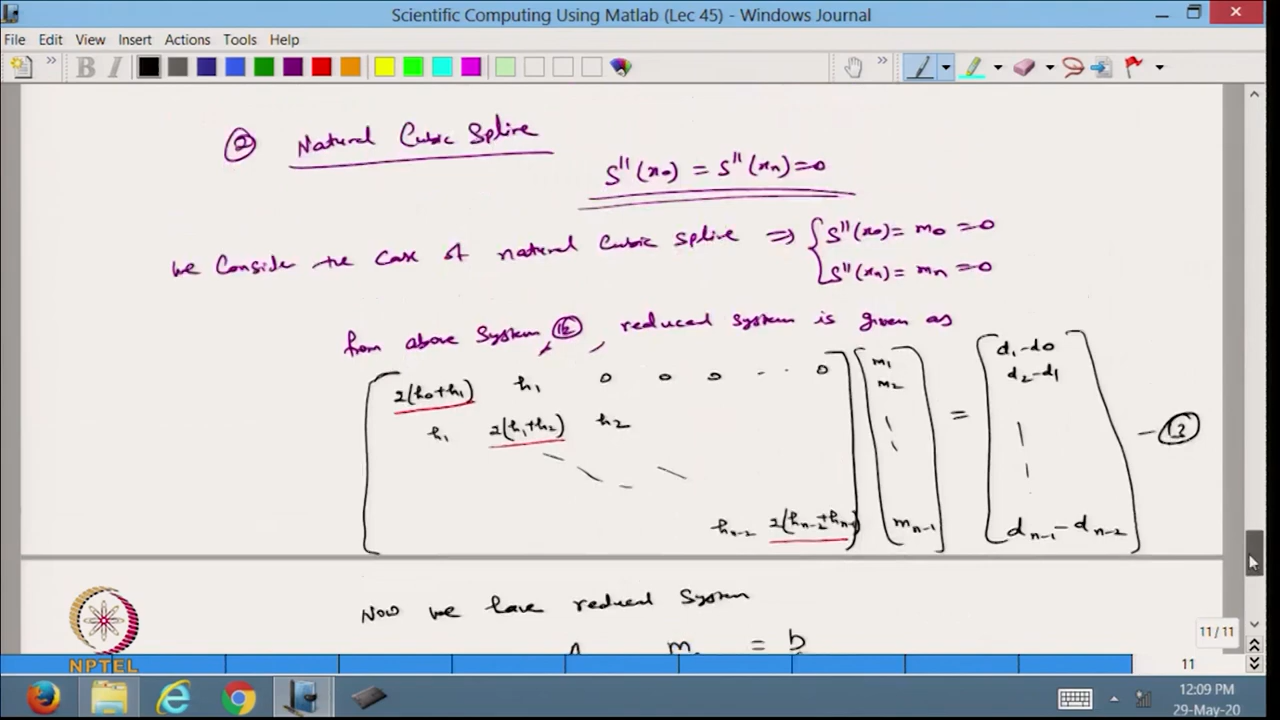 Scientific Computing Using Matlab (Lec 45) - Windows Journal
File Edit View Insert Actions Tools Help
② Natural Cubic Spline
S''(x₀) = S''(xₙ) = 0
We Consider the case of natural cubic spline ⇒ { S''(x₀) = m₀ = 0
S''(xₙ) = mₙ = 0
from above system ⑫, reduced system is given as
2(h₀+h₁) h₁ 0 0 0 - - 0 m₁ d₁-d₀
h₁ 2(h₁+h₂) h₂ m₂ = d₂-d₁ - ⑬
hₙ₋₂ 2(hₙ₋₂+hₙ₋₁) mₙ₋₁ dₙ₋₁-dₙ₋₂
Now we have reduced system
A m = b
NPTEL
11 / 11
11
12:09 PM
29-May-20